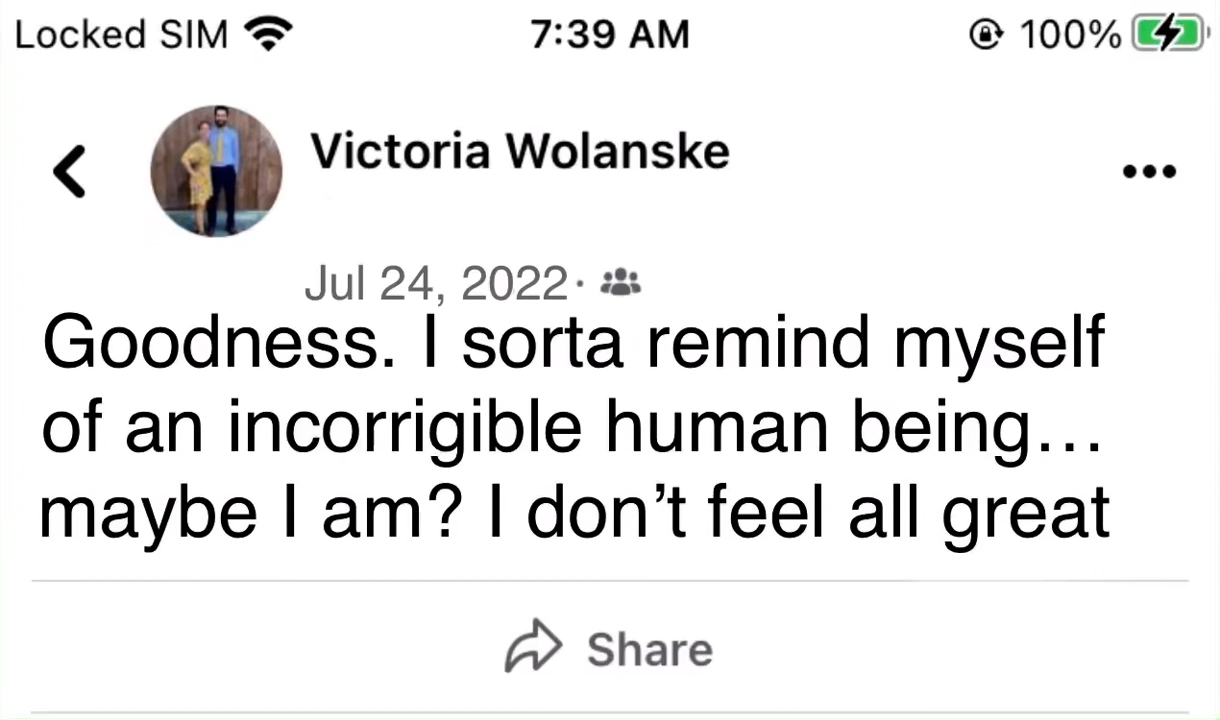 Locked SIM 7:39 AM 100%
Victoria Wolanske
Jul 24, 2022·
Goodness. I sorta remind myself
of an incorrigible human being…
maybe I am? I don’t feel all great
Share